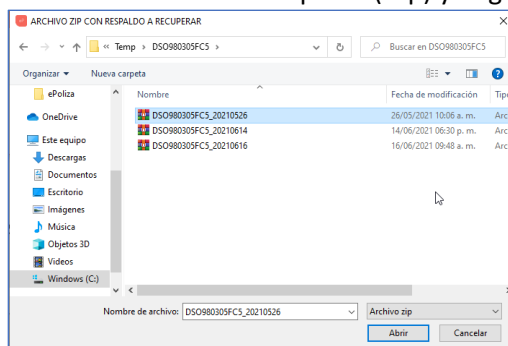 ARCHIVO ZIP CON RESPALDO A RECUPERAR
« Temp › DSO980305FC5 ›
Buscar en DSO980305FC5
Organizar
Nueva carpeta
ePoliza
OneDrive
Este equipo
Descargas
Documentos
Escritorio
Imágenes
Música
Objetos 3D
Videos
Windows (C:)
Nombre
Fecha de modificación
DSO980305FC5_20210526
26/05/2021 10:06 a. m.
DSO980305FC5_20210614
14/06/2021 06:30 p. m.
DSO980305FC5_20210616
16/06/2021 09:48 a. m.
Nombre de archivo: DSO980305FC5_20210526
Archivo zip
Abrir
Cancelar